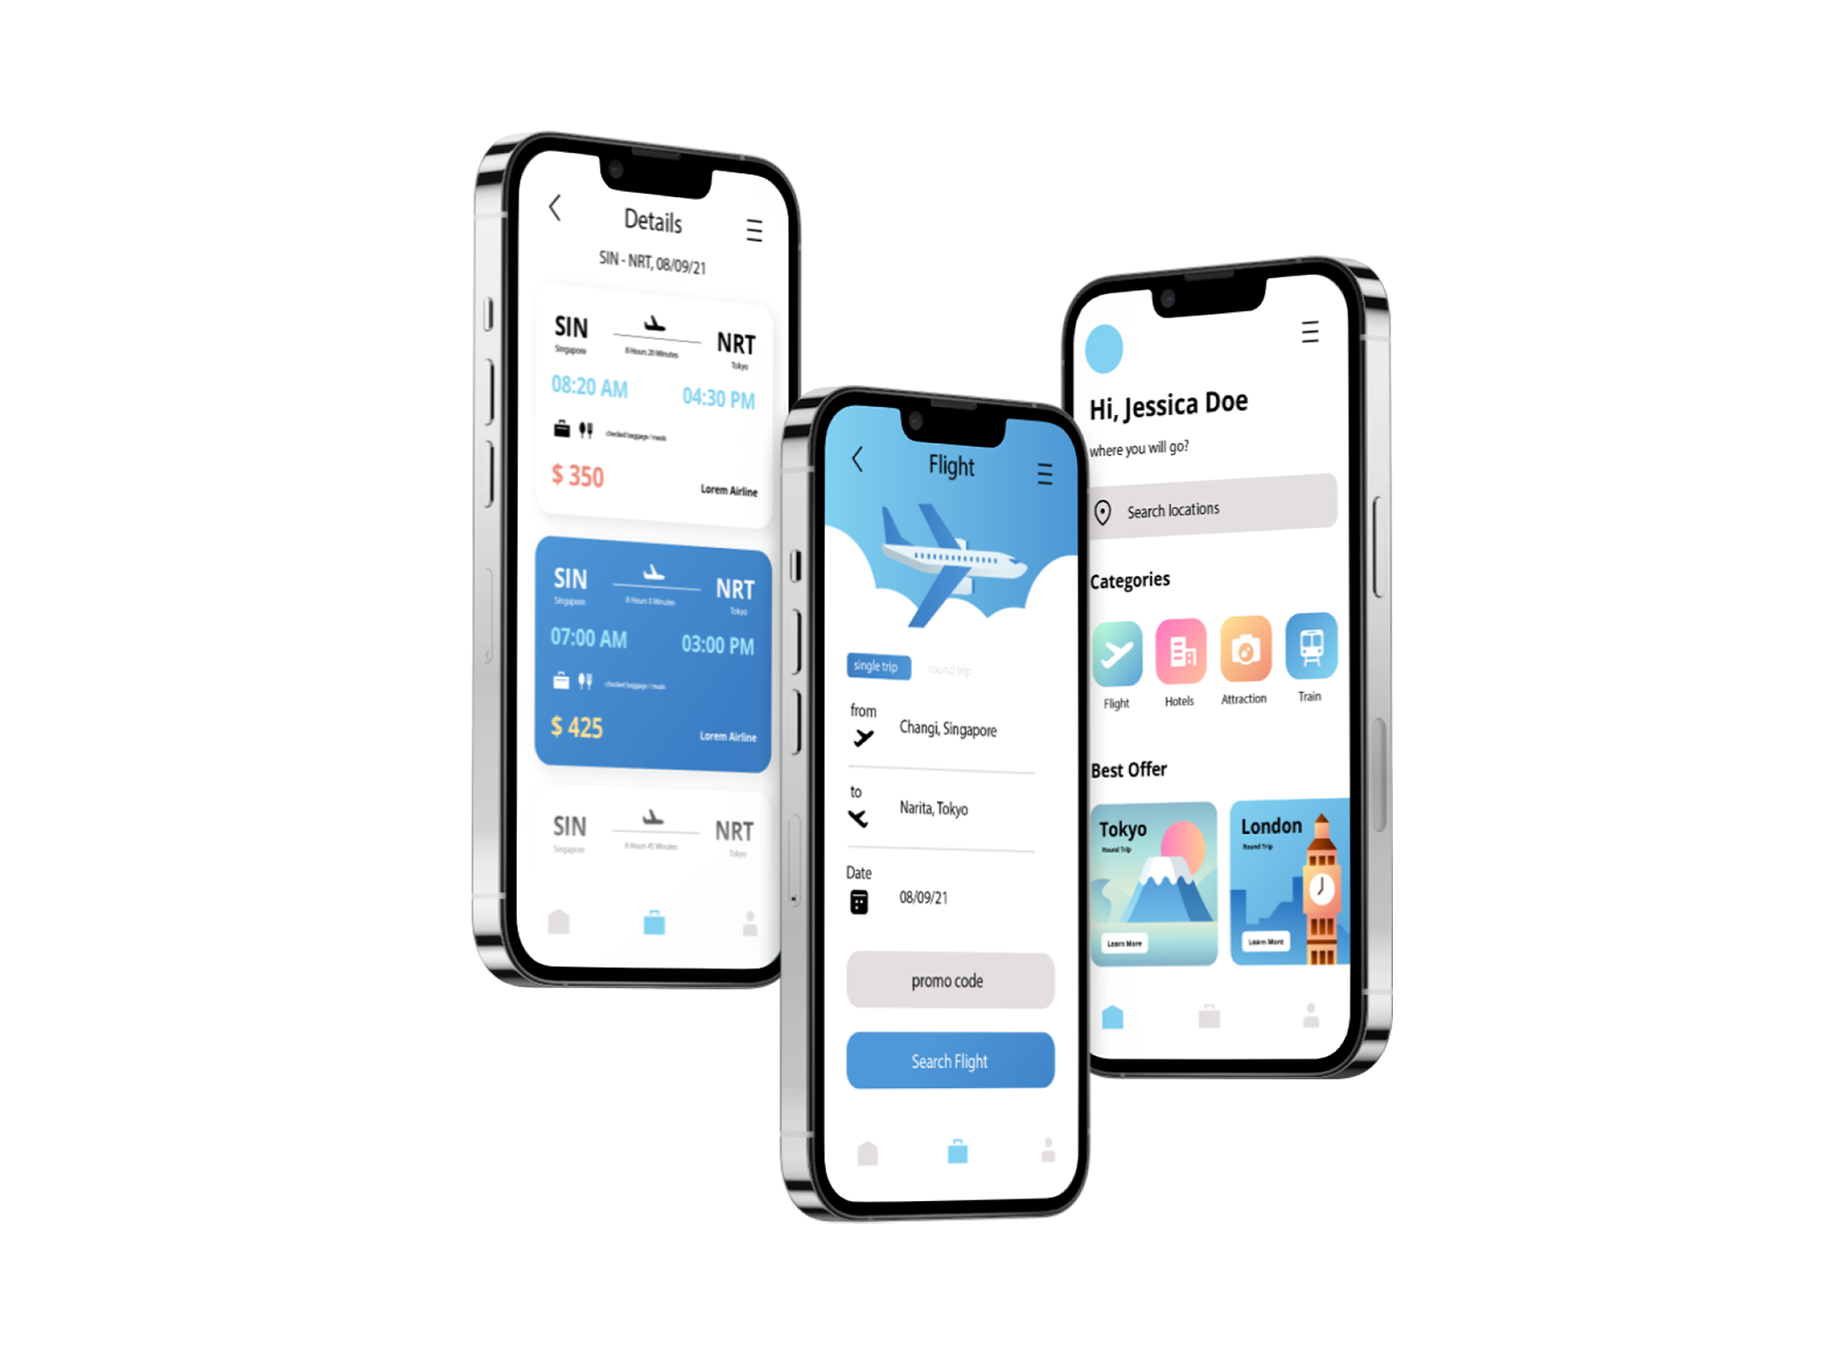 Details
SIN - NRT, 08/09/21
SIN NRT
Singapore 8 Hours 20 Minutes Tokyo
08:20 AM 04:30 PM
checked baggage / meals
$ 350 Lorem Airline
SIN NRT
Singapore 8 Hours 0 Minutes Tokyo
07:00 AM 03:00 PM
checked baggage / meals
$ 425 Lorem Airline
SIN NRT
Singapore 8 Hours 45 Minutes Tokyo
Flight
single trip round trip
from
Changi, Singapore
to
Narita, Tokyo
Date
08/09/21
promo code
Search Flight
Hi, Jessica Doe
where you will go?
Search locations
Categories
Flight Hotels Attraction Train
Best Offer
Tokyo
Round Trip
Learn More
London
Round Trip
Learn More